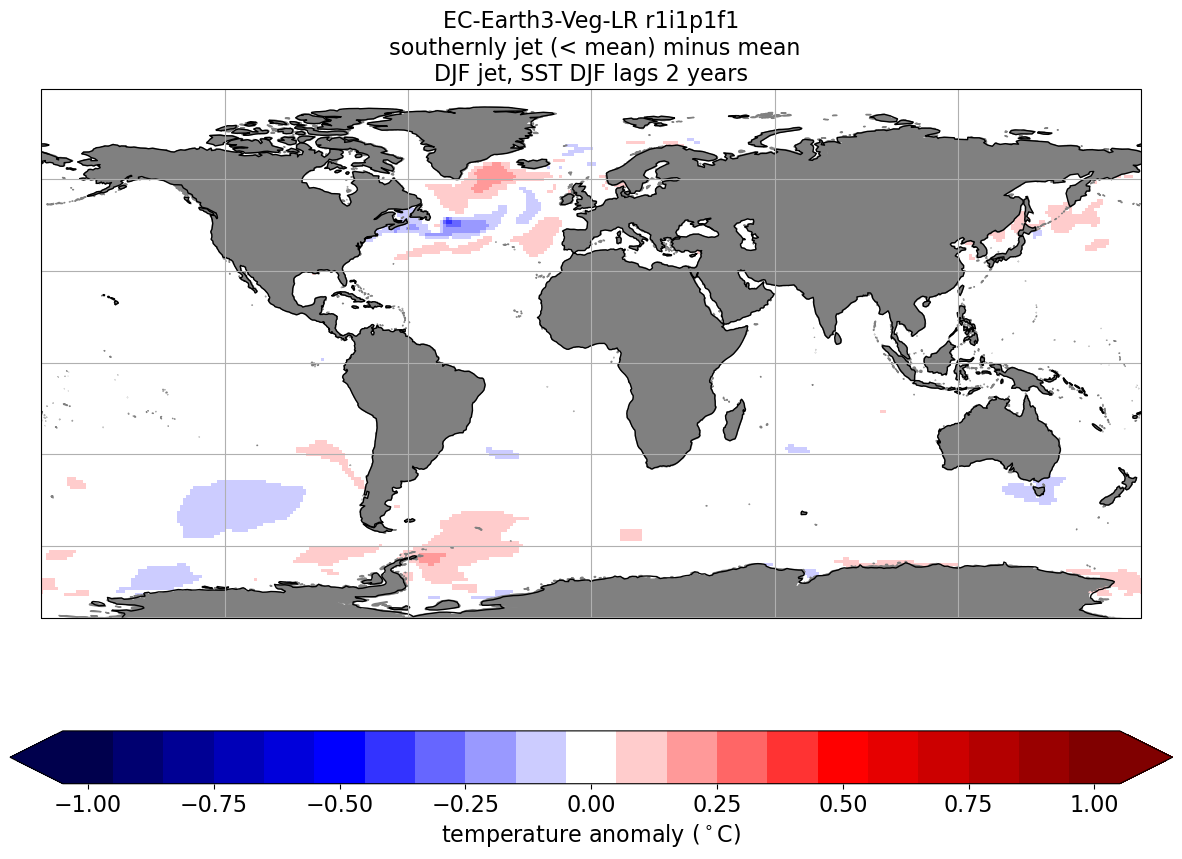 EC-Earth3-Veg-LR r1i1p1f1
southernly jet (< mean) minus mean
DJF jet, SST DJF lags 2 years
−1.00 −0.75 −0.50 −0.25 0.00 0.25 0.50 0.75 1.00
temperature anomaly (°C)